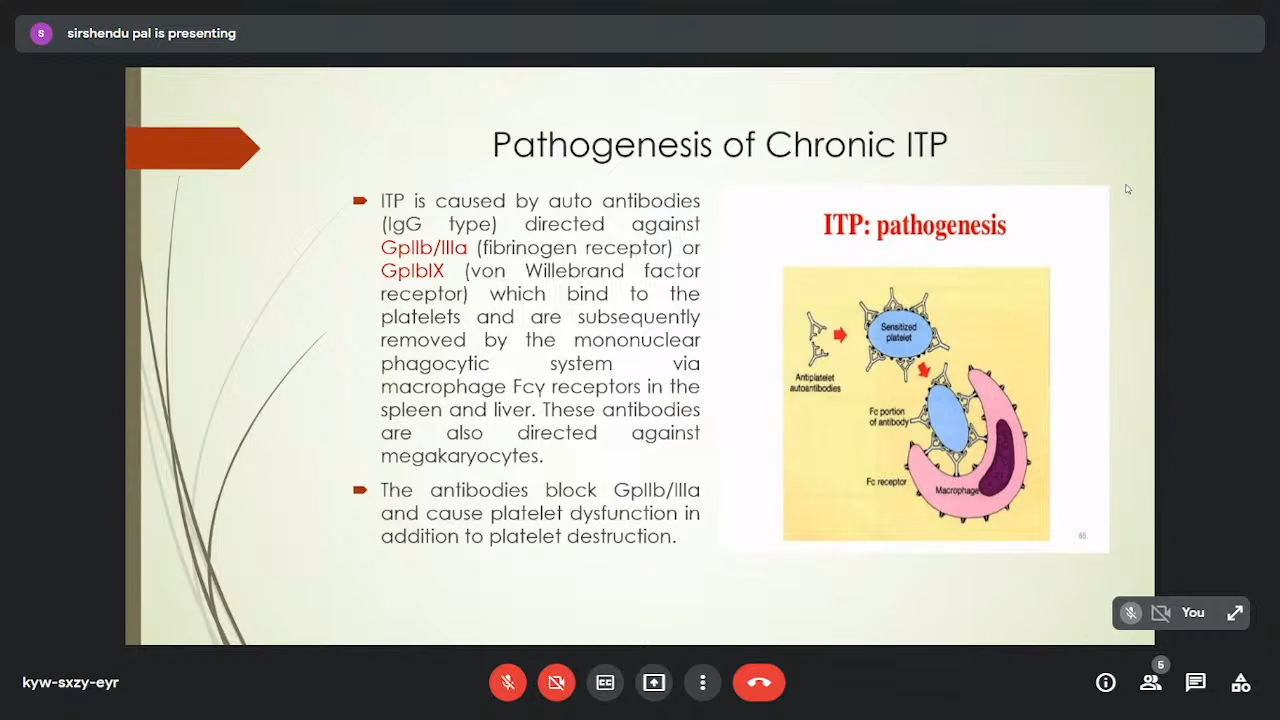 S
sirshendu pal is presenting
Pathogenesis of Chronic ITP
ITP is caused by auto antibodies
(IgG type) directed against
GpIIb/IIIa (fibrinogen receptor) or
GpIbIX (von Willebrand factor
receptor) which bind to the
platelets and are subsequently
removed by the mononuclear
phagocytic system via
macrophage Fcγ receptors in the
spleen and liver. These antibodies
are also directed against
megakaryocytes.
The antibodies block GpIIb/IIIa
and cause platelet dysfunction in
addition to platelet destruction.
ITP: pathogenesis
Sensitized
platelet
Antiplatelet
autoantibodies
Fc portion
of antibody
Fc receptor
Macrophage
65
You
kyw-sxzy-eyr
CC
5